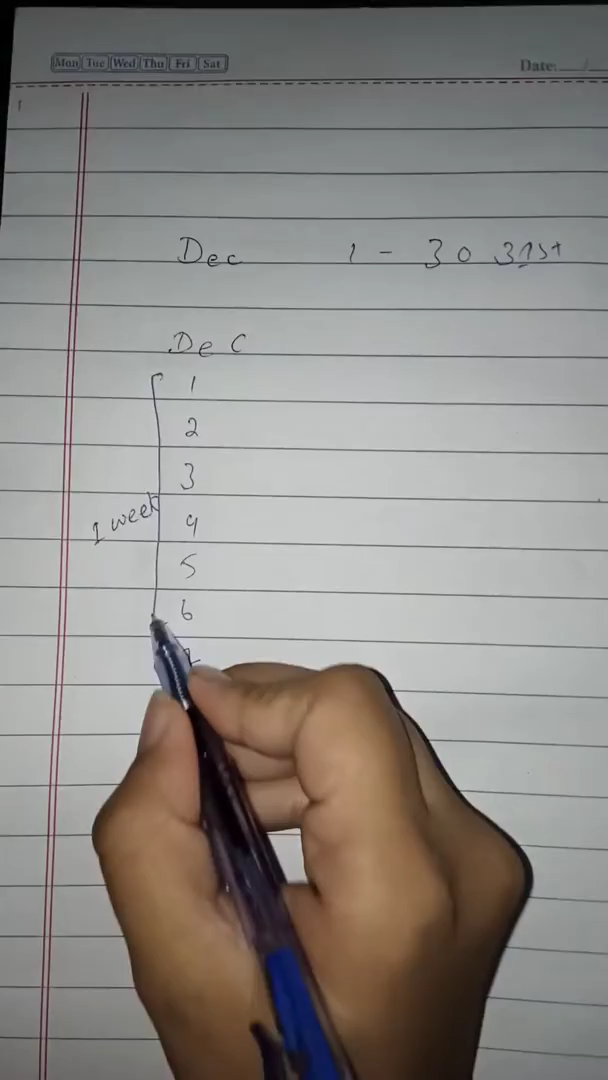 Mon Tue Wed Thu Fri Sat
Date:___/
Dec 1 - 30 31st
Dec
1
2
3
1 week
4
5
6